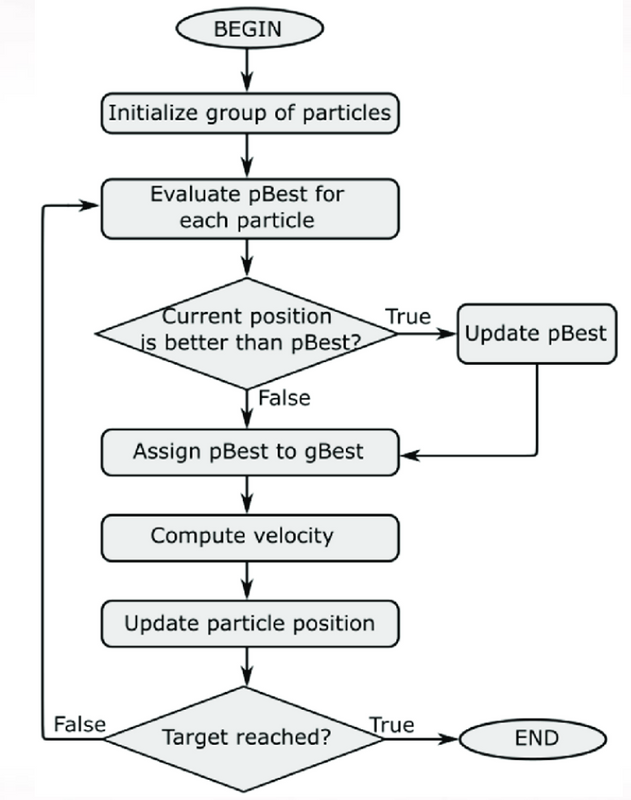 BEGIN
Initialize group of particles
Evaluate pBest for
each particle
Current position
is better than pBest?
True
Update pBest
False
Assign pBest to gBest
Compute velocity
Update particle position
False
Target reached?
True
END